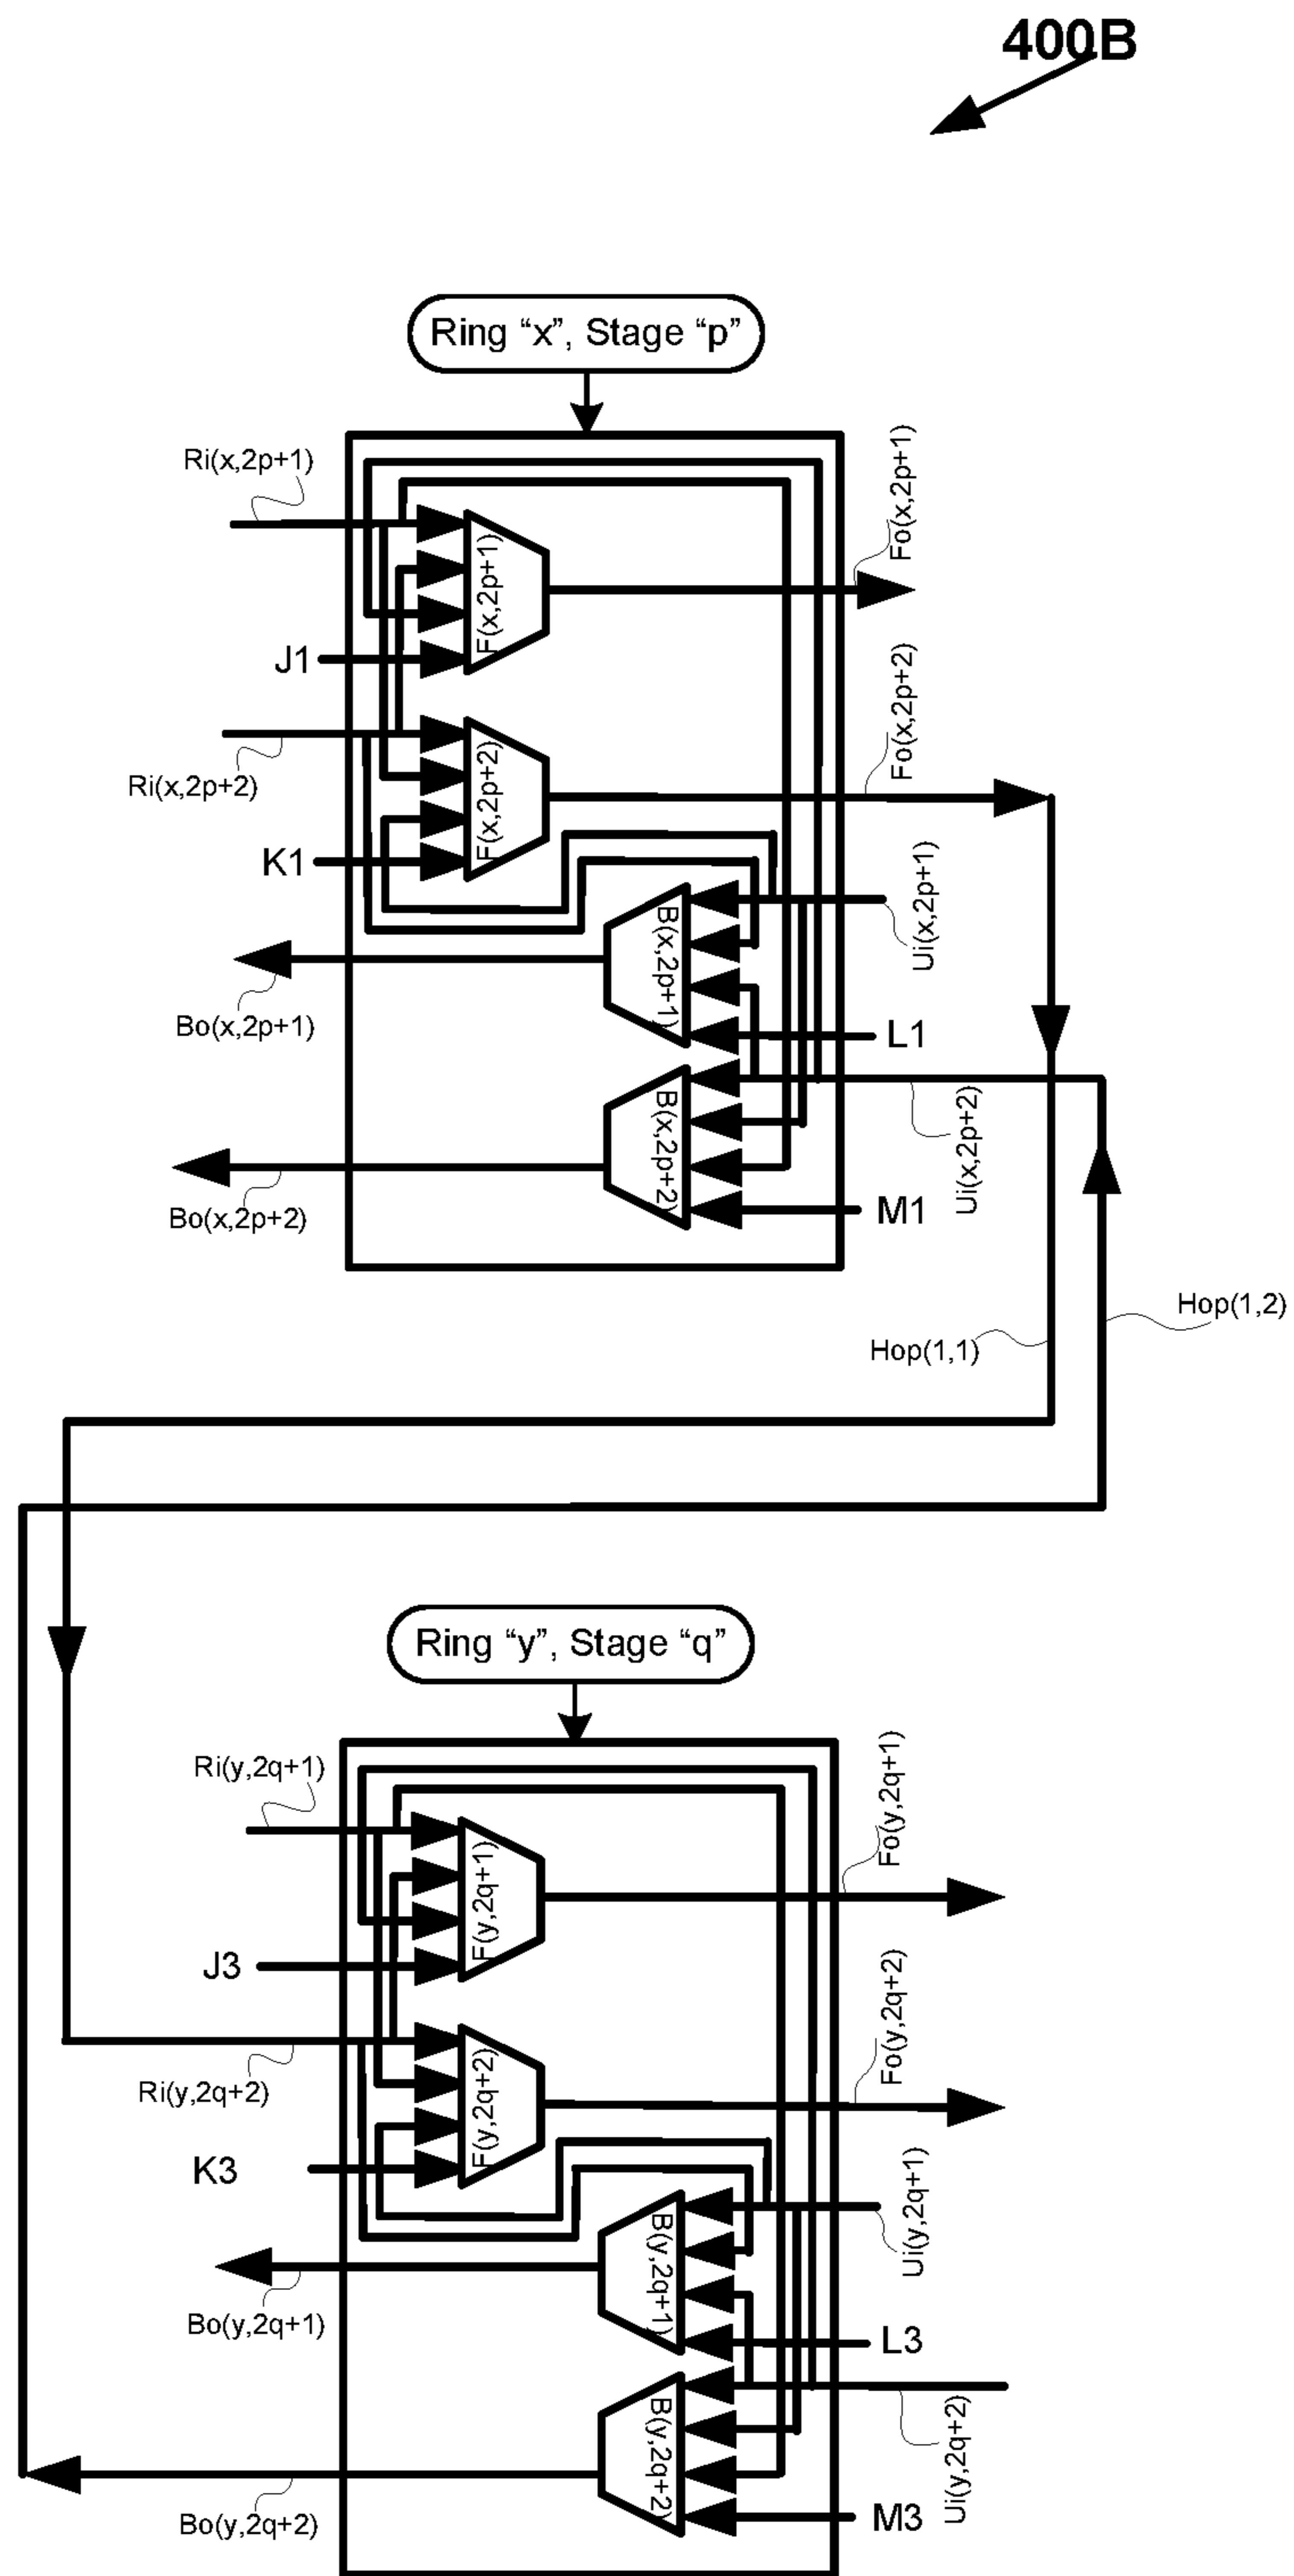 400B
Ring “x”, Stage “p”
Ri(x,2p+1)
Fo(x,2p+1)
F(x,2p+1)
J1
Fo(x,2p+2)
Ri(x,2p+2)
F(x,2p+2)
K1
Ui(x,2p+1)
B(x,2p+1)
Bo(x,2p+1)
L1
Ui(x,2p+2)
B(x,2p+2)
Bo(x,2p+2)
M1
Hop(1,2)
Hop(1,1)
Ring “y”, Stage “q”
Ri(y,2q+1)
Fo(y,2q+1)
F(y,2q+1)
J3
Fo(y,2q+2)
Ri(y,2q+2)
F(y,2q+2)
K3
Ui(y,2q+1)
B(y,2q+1)
Bo(y,2q+1)
L3
Ui(y,2q+2)
B(y,2q+2)
Bo(y,2q+2)
M3